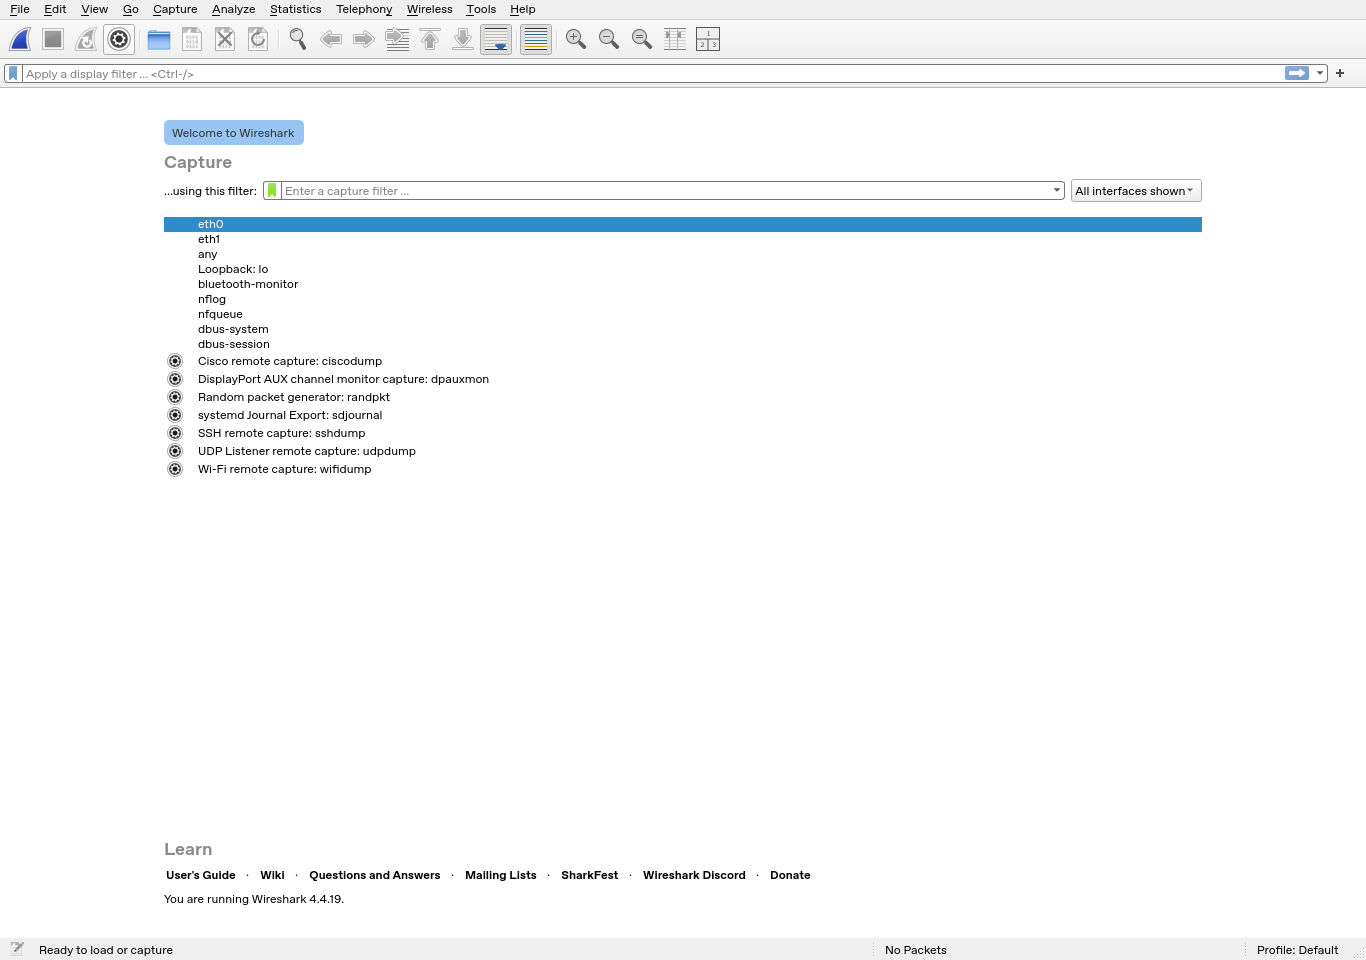 File Edit View Go Capture Analyze Statistics Telephony Wireless Tools Help
Apply a display filter ... <Ctrl-/>
Welcome to Wireshark
Capture
...using this filter: Enter a capture filter ... All interfaces shown
eth0
eth1
any
Loopback: lo
bluetooth-monitor
nflog
nfqueue
dbus-system
dbus-session
Cisco remote capture: ciscodump
DisplayPort AUX channel monitor capture: dpauxmon
Random packet generator: randpkt
systemd Journal Export: sdjournal
SSH remote capture: sshdump
UDP Listener remote capture: udpdump
Wi-Fi remote capture: wifidump
Learn
User's Guide · Wiki · Questions and Answers · Mailing Lists · SharkFest · Wireshark Discord · Donate
You are running Wireshark 4.4.19.
Ready to load or capture No Packets Profile: Default